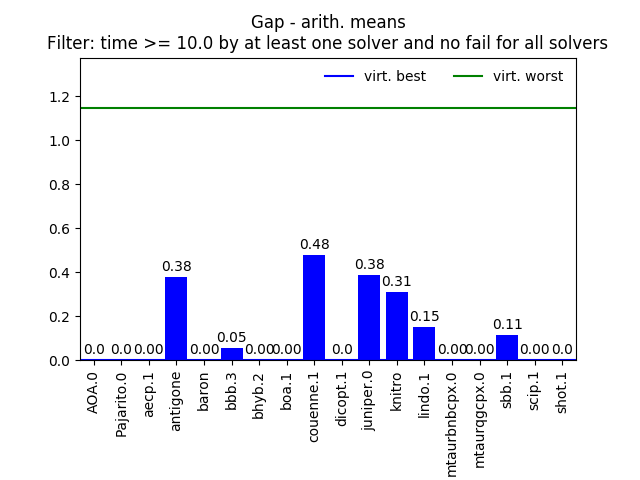 Gap - arith. means
Filter: time >= 10.0 by at least one solver and no fail for all solvers
virt. best virt. worst
1.2
1.0
0.8
0.6
0.4
0.2
0.0
0.0 0.0 0.00 0.38 0.00 0.05 0.00 0.00 0.48 0.0 0.38 0.31 0.15 0.00 0.00 0.11 0.00 0.0
AOA.0
Pajarito.0
aecp.1
antigone
baron
bbb.3
bhyb.2
boa.1
couenne.1
dicopt.1
juniper.0
knitro
lindo.1
mtaurbnbcpx.0
mtaurqgcpx.0
sbb.1
scip.1
shot.1